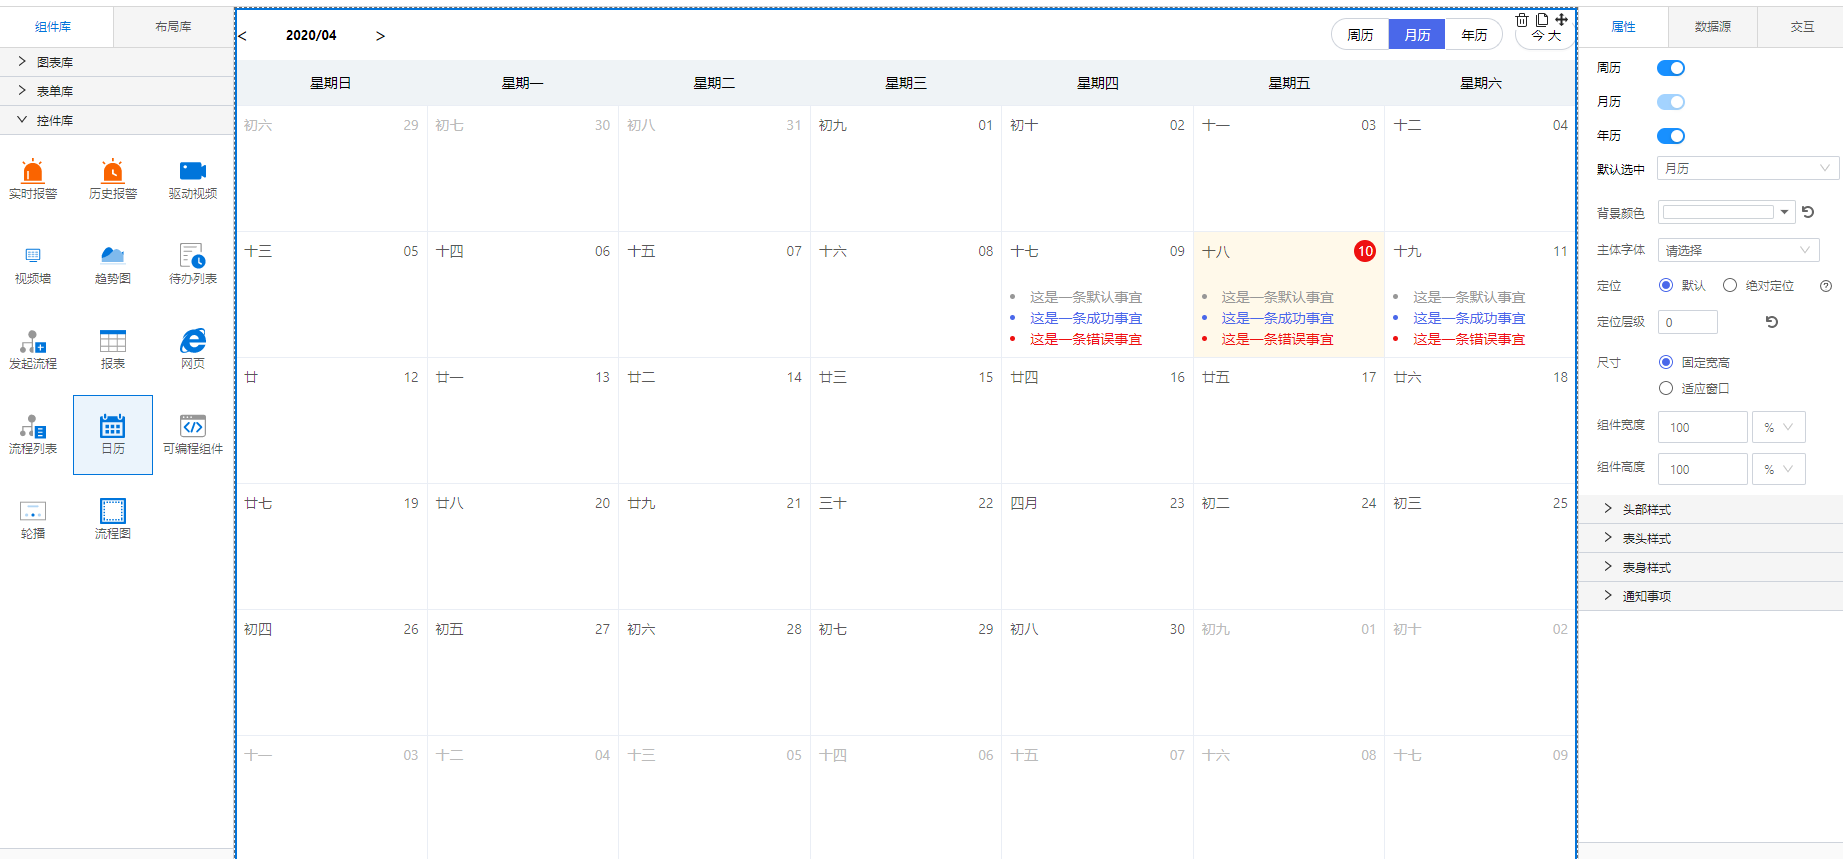 组件库
布局库
图表库
表单库
控件库
实时报警
历史报警
驱动视频
视频墙
趋势图
待办列表
发起流程
报表
网页
流程列表
日历
可编程组件
轮播
流程图
< 2020/04 >
周历 月历 年历
星期日 星期一 星期二 星期三 星期四 星期五 星期六
初六 29 初七 30 初八 31 初九 01 初十 02 十一 03 十二 04
十三 05 十四 06 十五 07 十六 08 十七 09 十八 10 十九 11
这是一条默认事宜 这是一条默认事宜 这是一条默认事宜
这是一条成功事宜 这是一条成功事宜 这是一条成功事宜
这是一条错误事宜 这是一条错误事宜 这是一条错误事宜
廿 12 廿一 13 廿二 14 廿三 15 廿四 16 廿五 17 廿六 18
廿七 19 廿八 20 廿九 21 三十 22 四月 23 初二 24 初三 25
初四 26 初五 27 初六 28 初七 29 初八 30 初九 01 初十 02
十一 03 十二 04 十三 05 十四 06 十五 07 十六 08 十七 09
属性 数据源 交互
周历
月历
年历
默认选中 月历
背景颜色
主体字体 请选择
定位 默认 绝对定位
定位层级 0
尺寸 固定宽高
适应窗口
组件宽度 100 %
组件高度 100 %
头部样式
表头样式
表身样式
通知事项